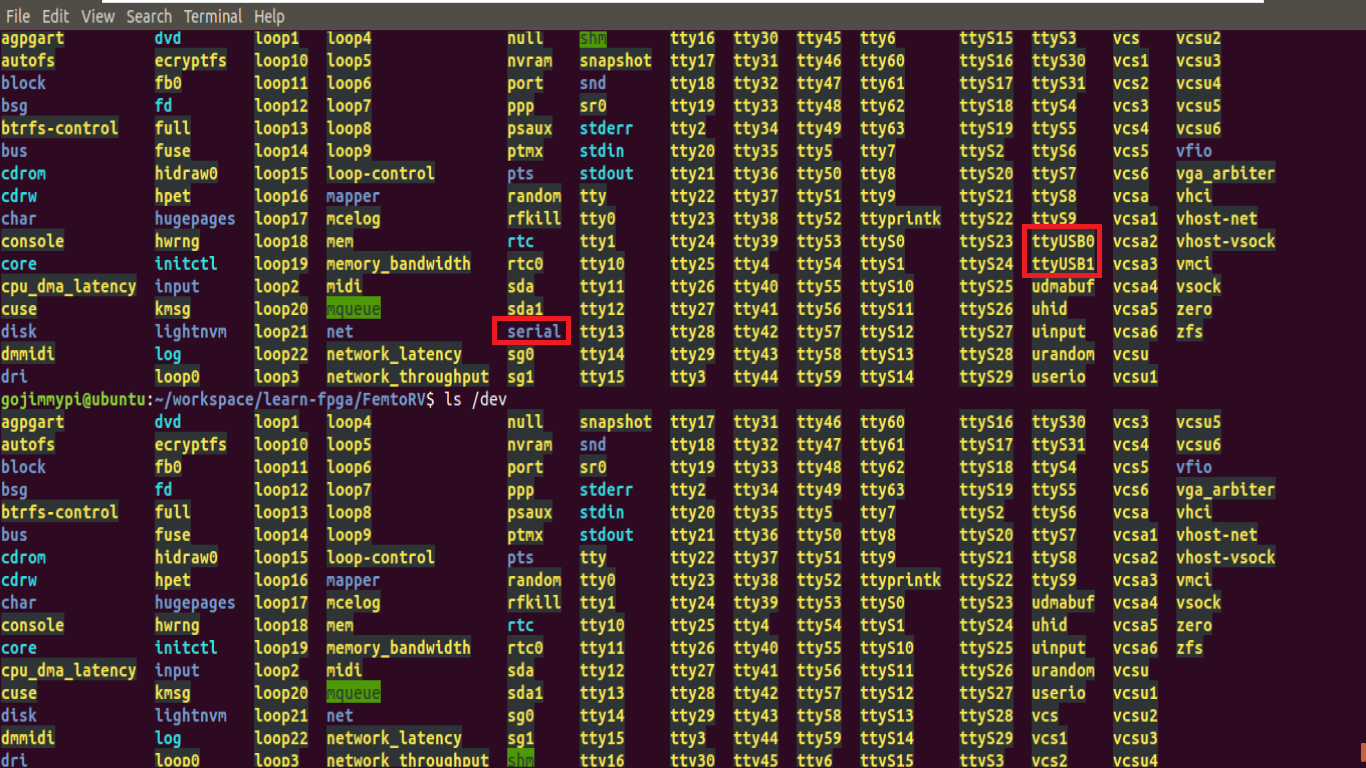 File Edit View Search Terminal Help
agpgart dvd loop1 loop4 null shm tty16 tty30 tty45 tty6 ttyS15 ttyS3 vcs vcsu2
autofs ecryptfs loop10 loop5 nvram snapshot tty17 tty31 tty46 tty60 ttyS16 ttyS30 vcs1 vcsu3
block fb0 loop11 loop6 port snd tty18 tty32 tty47 tty61 ttyS17 ttyS31 vcs2 vcsu4
bsg fd loop12 loop7 ppp sr0 tty19 tty33 tty48 tty62 ttyS18 ttyS4 vcs3 vcsu5
btrfs-control full loop13 loop8 psaux stderr tty2 tty34 tty49 tty63 ttyS19 ttyS5 vcs4 vcsu6
bus fuse loop14 loop9 ptmx stdin tty20 tty35 tty5 tty7 ttyS2 ttyS6 vcs5 vfio
cdrom hidraw0 loop15 loop-control pts stdout tty21 tty36 tty50 tty8 ttyS20 ttyS7 vcs6 vga_arbiter
cdrw hpet loop16 mapper random tty tty22 tty37 tty51 tty9 ttyS21 ttyS8 vcsa vhci
char hugepages loop17 mcelog rfkill tty0 tty23 tty38 tty52 ttyprintk ttyS22 ttyS9 vcsa1 vhost-net
console hwrng loop18 mem rtc tty1 tty24 tty39 tty53 ttyS0 ttyS23 ttyUSB0 vcsa2 vhost-vsock
core initctl loop19 memory_bandwidth rtc0 tty10 tty25 tty4 tty54 ttyS1 ttyS24 ttyUSB1 vcsa3 vmci
cpu_dma_latency input loop2 midi sda tty11 tty26 tty40 tty55 ttyS10 ttyS25 udmabuf vcsa4 vsock
cuse kmsg loop20 mqueue sda1 tty12 tty27 tty41 tty56 ttyS11 ttyS26 uhid vcsa5 zero
disk lightnvm loop21 net serial tty13 tty28 tty42 tty57 ttyS12 ttyS27 uinput vcsa6 zfs
dmmidi log loop22 network_latency sg0 tty14 tty29 tty43 tty58 ttyS13 ttyS28 urandom vcsu
dri loop0 loop3 network_throughput sg1 tty15 tty3 tty44 tty59 ttyS14 ttyS29 userio vcsu1
gojimmypi@ubuntu:~/workspace/learn-fpga/FemtoRV$ ls /dev
agpgart dvd loop1 loop4 null snapshot tty17 tty31 tty46 tty60 ttyS16 ttyS30 vcs3 vcsu5
autofs ecryptfs loop10 loop5 nvram snd tty18 tty32 tty47 tty61 ttyS17 ttyS31 vcs4 vcsu6
block fb0 loop11 loop6 port sr0 tty19 tty33 tty48 tty62 ttyS18 ttyS4 vcs5 vfio
bsg fd loop12 loop7 ppp stderr tty2 tty34 tty49 tty63 ttyS19 ttyS5 vcs6 vga_arbiter
btrfs-control full loop13 loop8 psaux stdin tty20 tty35 tty5 tty7 ttyS2 ttyS6 vcsa vhci
bus fuse loop14 loop9 ptmx stdout tty21 tty36 tty50 tty8 ttyS20 ttyS7 vcsa1 vhost-net
cdrom hidraw0 loop15 loop-control pts tty tty22 tty37 tty51 tty9 ttyS21 ttyS8 vcsa2 vhost-vsock
cdrw hpet loop16 mapper random tty0 tty23 tty38 tty52 ttyprintk ttyS22 ttyS9 vcsa3 vmci
char hugepages loop17 mcelog rfkill tty1 tty24 tty39 tty53 ttyS0 ttyS23 udmabuf vcsa4 vsock
console hwrng loop18 mem rtc tty10 tty25 tty4 tty54 ttyS1 ttyS24 uhid vcsa5 zero
core initctl loop19 memory_bandwidth rtc0 tty11 tty26 tty40 tty55 ttyS10 ttyS25 uinput vcsa6 zfs
cpu_dma_latency input loop2 midi sda tty12 tty27 tty41 tty56 ttyS11 ttyS26 urandom vcsu
cuse kmsg loop20 mqueue sda1 tty13 tty28 tty42 tty57 ttyS12 ttyS27 userio vcsu1
disk lightnvm loop21 net sg0 tty14 tty29 tty43 tty58 ttyS13 ttyS28 vcs vcsu2
dmmidi log loop22 network_latency sg1 tty15 tty3 tty44 tty59 ttyS14 ttyS29 vcs1 vcsu3
dri loop0 loop3 network_throughput shm tty16 tty30 tty45 tty6 ttyS15 ttyS3 vcs2 vcsu4